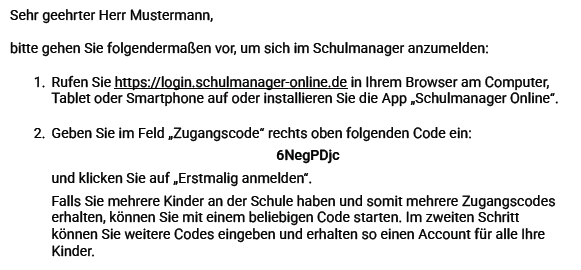 Sehr geehrter Herr Mustermann,
bitte gehen Sie folgendermaßen vor, um sich im Schulmanager anzumelden:
1. Rufen Sie https://login.schulmanager-online.de in Ihrem Browser am Computer,
Tablet oder Smartphone auf oder installieren Sie die App „Schulmanager Online“.
2. Geben Sie im Feld „Zugangscode“ rechts oben folgenden Code ein:
6NegPDjc
und klicken Sie auf „Erstmalig anmelden“.
Falls Sie mehrere Kinder an der Schule haben und somit mehrere Zugangscodes
erhalten, können Sie mit einem beliebigen Code starten. Im zweiten Schritt
können Sie weitere Codes eingeben und erhalten so einen Account für alle Ihre
Kinder.